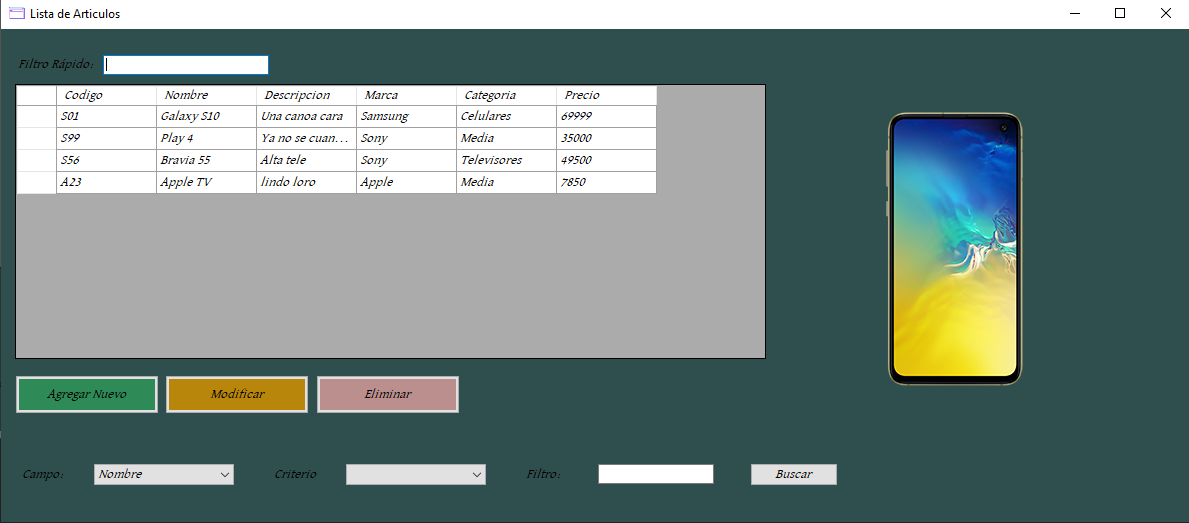 Lista de Articulos
Filtro Rápido:
Codigo Nombre Descripcion Marca Categoria Precio
S01 Galaxy S10 Una canoa cara Samsung Celulares 69999
S99 Play 4 Ya no se cuan... Sony Media 35000
S56 Bravia 55 Alta tele Sony Televisores 49500
A23 Apple TV lindo loro Apple Media 7850
Agregar Nuevo Modificar Eliminar
Campo: Nombre Criterio Filtro: Buscar